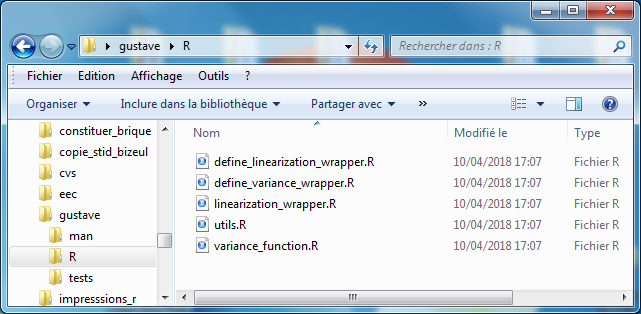 gustave ▸ R ▸
Rechercher dans : R
Fichier Edition Affichage Outils ?
Organiser Inclure dans la bibliothèque Partager avec »
constituer_brique
copie_stid_bizeul
cvs
eec
gustave
man
R
tests
impresssions_r
Nom Modifié le Type
define_linearization_wrapper.R 10/04/2018 17:07 Fichier R
define_variance_wrapper.R 10/04/2018 17:07 Fichier R
linearization_wrapper.R 10/04/2018 17:07 Fichier R
utils.R 10/04/2018 17:07 Fichier R
variance_function.R 10/04/2018 17:07 Fichier R